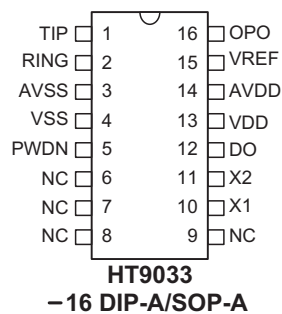 TIP 1 16 OPO
RING 2 15 VREF
AVSS 3 14 AVDD
VSS 4 13 VDD
PWDN 5 12 DO
NC 6 11 X2
NC 7 10 X1
NC 8 9 NC
HT9033
−16 DIP-A/SOP-A